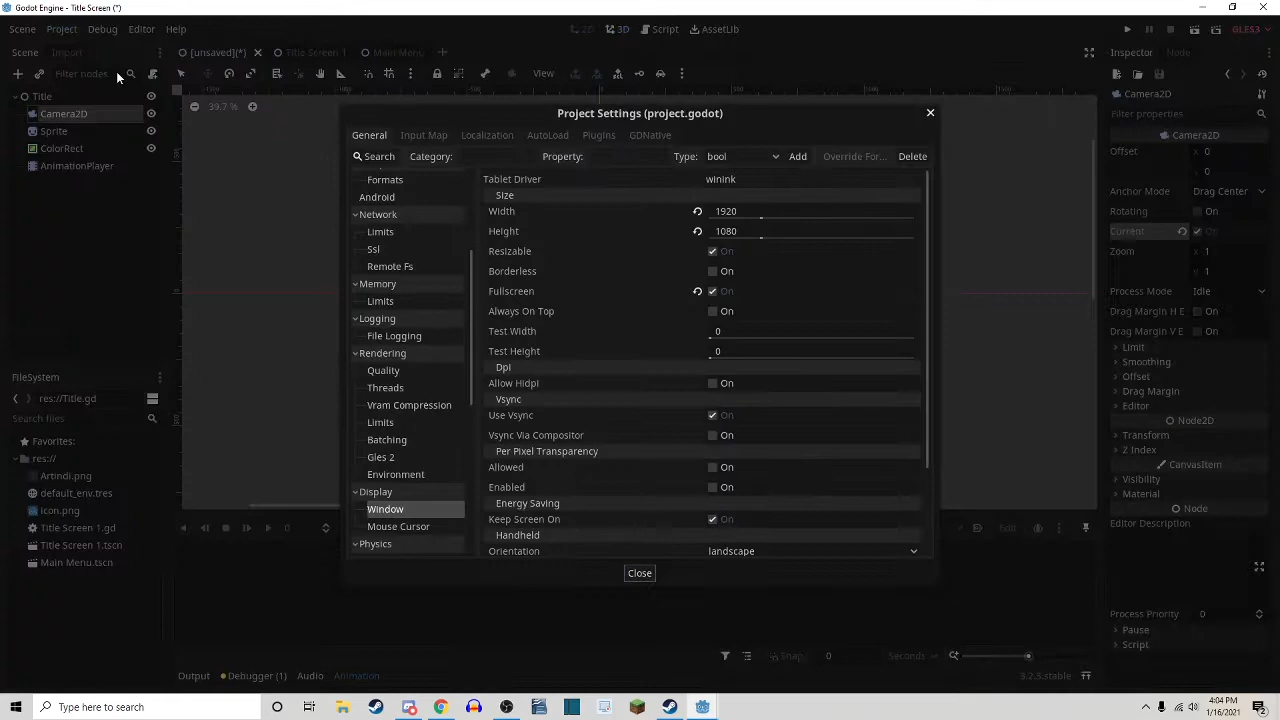 Godot Engine - Title Screen (*)
Scene Project Debug Editor Help
2D 3D Script AssetLib
GLES3
Scene Import
[unsaved](*) Title Screen 1 Main Menu
Inspector Node
Filter nodes
View
Camera2D
39.7 %
Title
Camera2D
Sprite
ColorRect
AnimationPlayer
Project Settings (project.godot)
General Input Map Localization AutoLoad Plugins GDNative
Search Category: Property: Type: bool Add Override For... Delete
Formats
Android
Network
Limits
Ssl
Remote Fs
Memory
Limits
Logging
File Logging
Rendering
Quality
Threads
Vram Compression
Limits
Batching
Gles 2
Environment
Display
Window
Mouse Cursor
Physics
Tablet Driver winink
Size
Width 1920
Height 1080
Resizable On
Borderless On
Fullscreen On
Always On Top On
Test Width 0
Test Height 0
Dpi
Allow Hidpi On
Vsync
Use Vsync On
Vsync Via Compositor On
Per Pixel Transparency
Allowed On
Enabled On
Energy Saving
Keep Screen On On
Handheld
Orientation landscape
Close
Filter properties
Camera2D
Offset x 0
0
Anchor Mode Drag Center
Rotating On
Current On
Zoom x 1
1
Process Mode Idle
Drag Margin H E On
Drag Margin V E On
Limit
Smoothing
Offset
Drag Margin
Editor
Node2D
Transform
Z Index
CanvasItem
Visibility
Material
Node
Editor Description
Process Priority 0
Pause
Script
FileSystem
res://Title.gd
Search files
Favorites:
res://
Artindi.png
default_env.tres
icon.png
Title Screen 1.gd
Title Screen 1.tscn
Main Menu.tscn
0
Edit
Snap: 0 Seconds
Output Debugger (1) Audio Animation
3.2.3.stable
Type here to search
4:04 PM
1/16/2021